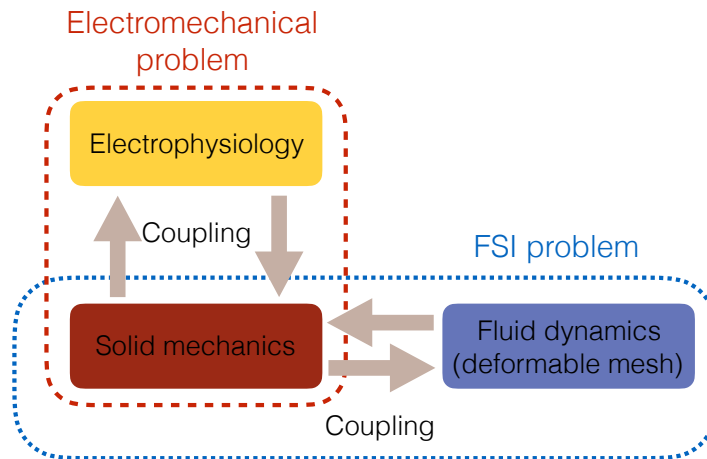 Electromechanical
problem
Electrophysiology
Coupling
FSI problem
Solid mechanics
Fluid dynamics
(deformable mesh)
Coupling